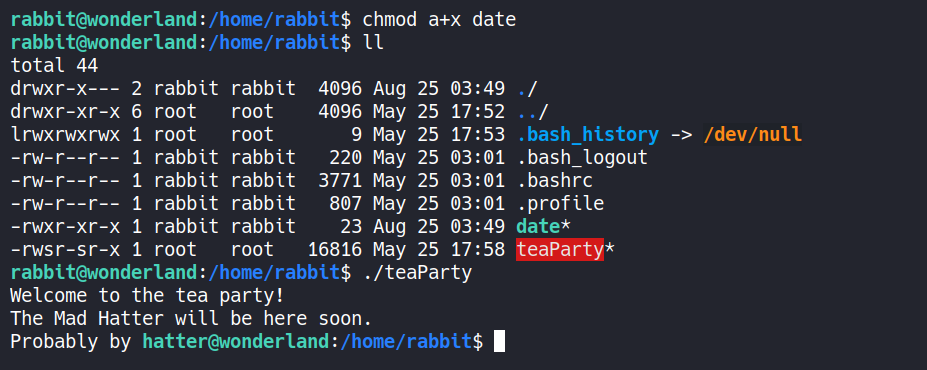 rabbit@wonderland:/home/rabbit$ chmod a+x date
rabbit@wonderland:/home/rabbit$ ll
total 44
drwxr-x--- 2 rabbit rabbit  4096 Aug 25 03:49 ./
drwxr-xr-x 6 root   root    4096 May 25 17:52 ../
lrwxrwxrwx 1 root   root       9 May 25 17:53 .bash_history -> /dev/null
-rw-r--r-- 1 rabbit rabbit   220 May 25 03:01 .bash_logout
-rw-r--r-- 1 rabbit rabbit  3771 May 25 03:01 .bashrc
-rw-r--r-- 1 rabbit rabbit   807 May 25 03:01 .profile
-rwxr-xr-x 1 rabbit rabbit    23 Aug 25 03:49 date*
-rwsr-sr-x 1 root   root   16816 May 25 17:58 teaParty*
rabbit@wonderland:/home/rabbit$ ./teaParty
Welcome to the tea party!
The Mad Hatter will be here soon.
Probably by hatter@wonderland:/home/rabbit$